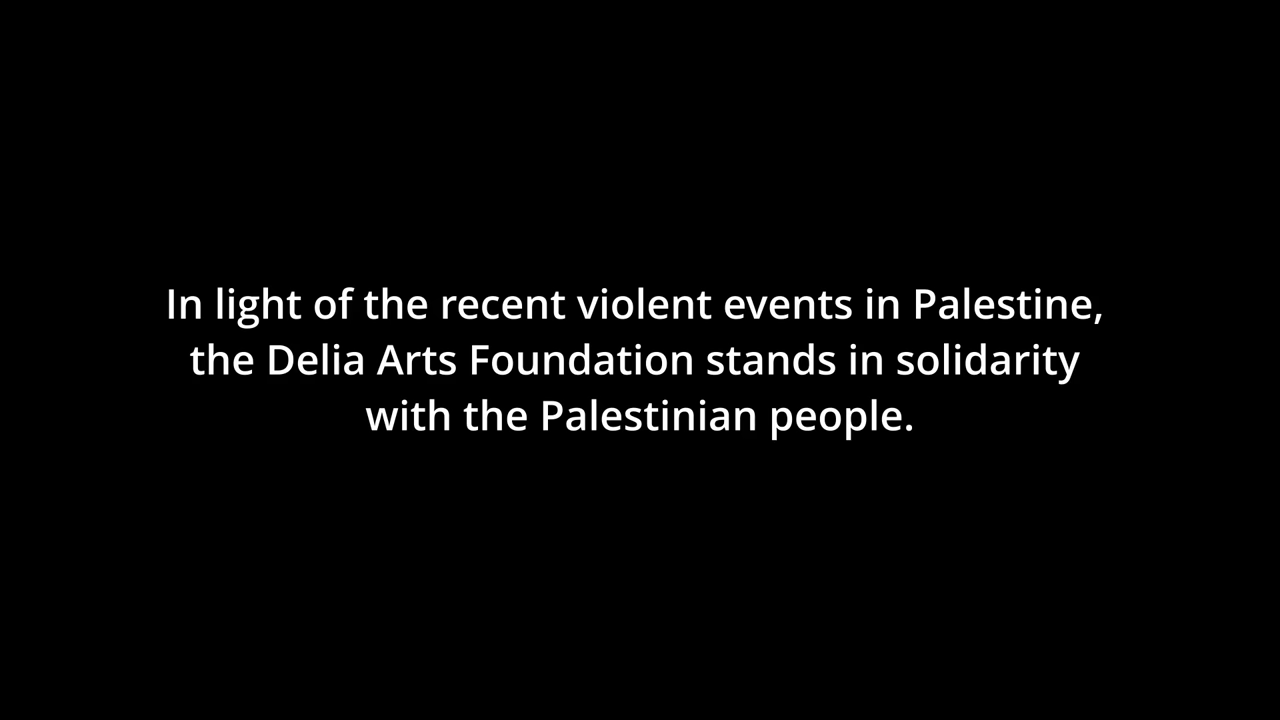 In light of the recent violent events in Palestine,
the Delia Arts Foundation stands in solidarity
with the Palestinian people.